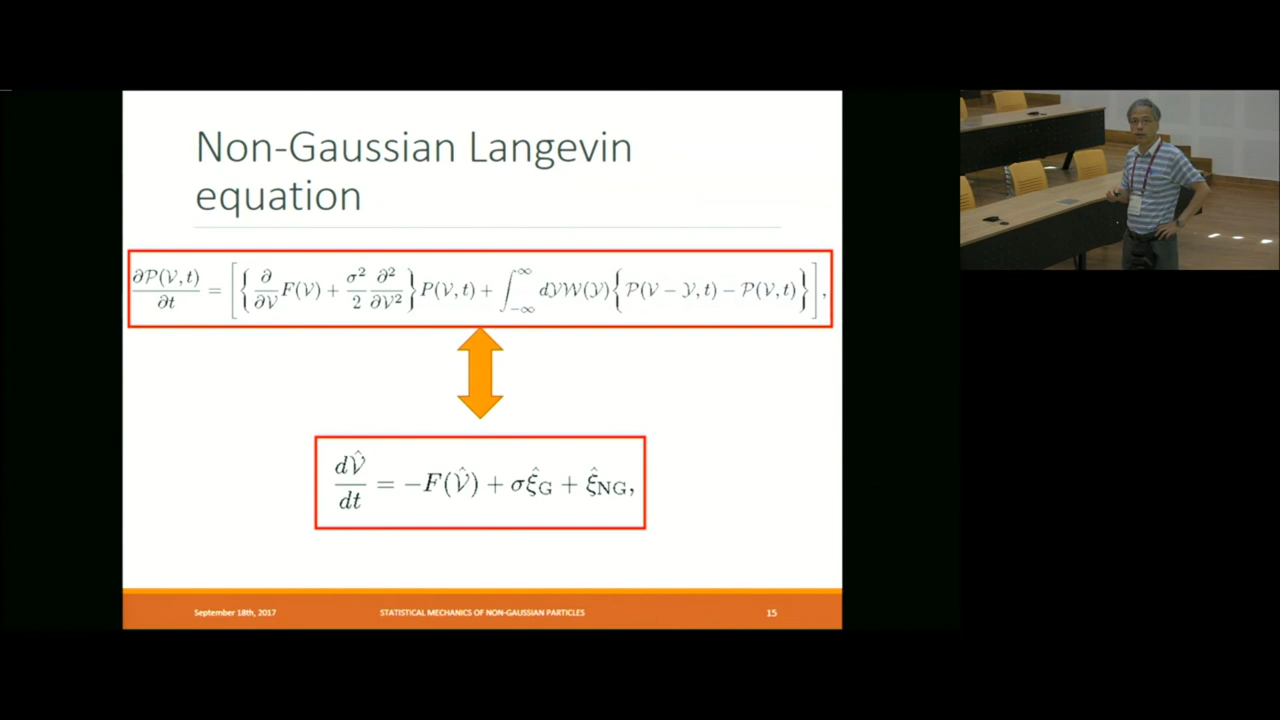 Non-Gaussian Langevin
equation
∂𝒫(𝒱, t)/∂t = [ { ∂/∂𝒱 F(𝒱) + σ²/2 ∂²/∂𝒱² } P(𝒱, t) + ∫_{−∞}^{∞} d𝒴𝒲(𝒴) { 𝒫(𝒱 − 𝒴, t) − 𝒫(𝒱, t) } ],
d𝒱̂/dt = −F(𝒱̂) + σξ̂_G + ξ̂_NG,
September 18th, 2017 STATISTICAL MECHANICS OF NON-GAUSSIAN PARTICLES 15